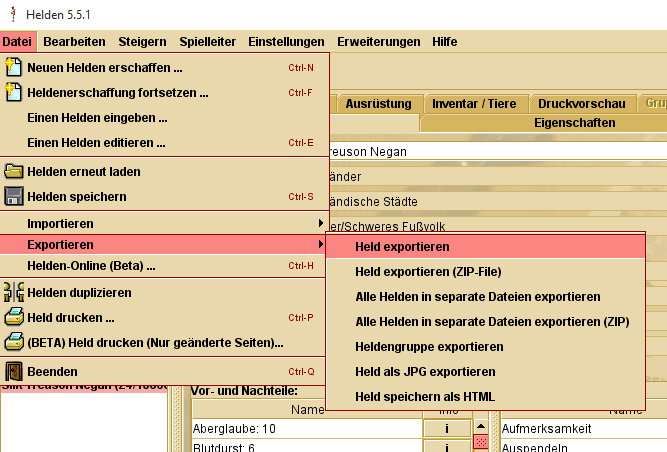 Helden 5.5.1
Datei Bearbeiten Steigern Spielleiter Einstellungen Erweiterungen Hilfe
Neuen Helden erschaffen ... Ctrl-N
Heldenerschaffung fortsetzen ... Ctrl-F
Einen Helden eingeben ...
Einen Helden editieren ... Ctrl-E
Helden erneut laden
Helden speichern Ctrl-S
Importieren
Exportieren
Helden-Online (Beta) ... Ctrl-H
Helden duplizieren
Held drucken ... Ctrl-P
(BETA) Held drucken (Nur geänderte Seiten)...
Beenden Ctrl-Q
Ausrüstung Inventar / Tiere Druckvorschau Gru
Eigenschaften
reuson Negan
änder
ändische Städte
er/Schweres Fußvolk
Held exportieren
Held exportieren (ZIP-File)
Alle Helden in separate Dateien exportieren
Alle Helden in separate Dateien exportieren (ZIP)
Heldengruppe exportieren
Held als JPG exportieren
Held speichern als HTML
Vor- und Nachteile:
Name Info Name
Aberglaube: 10 i Aufmerksamkeit
Blutdurst: 6 i Auspendeln